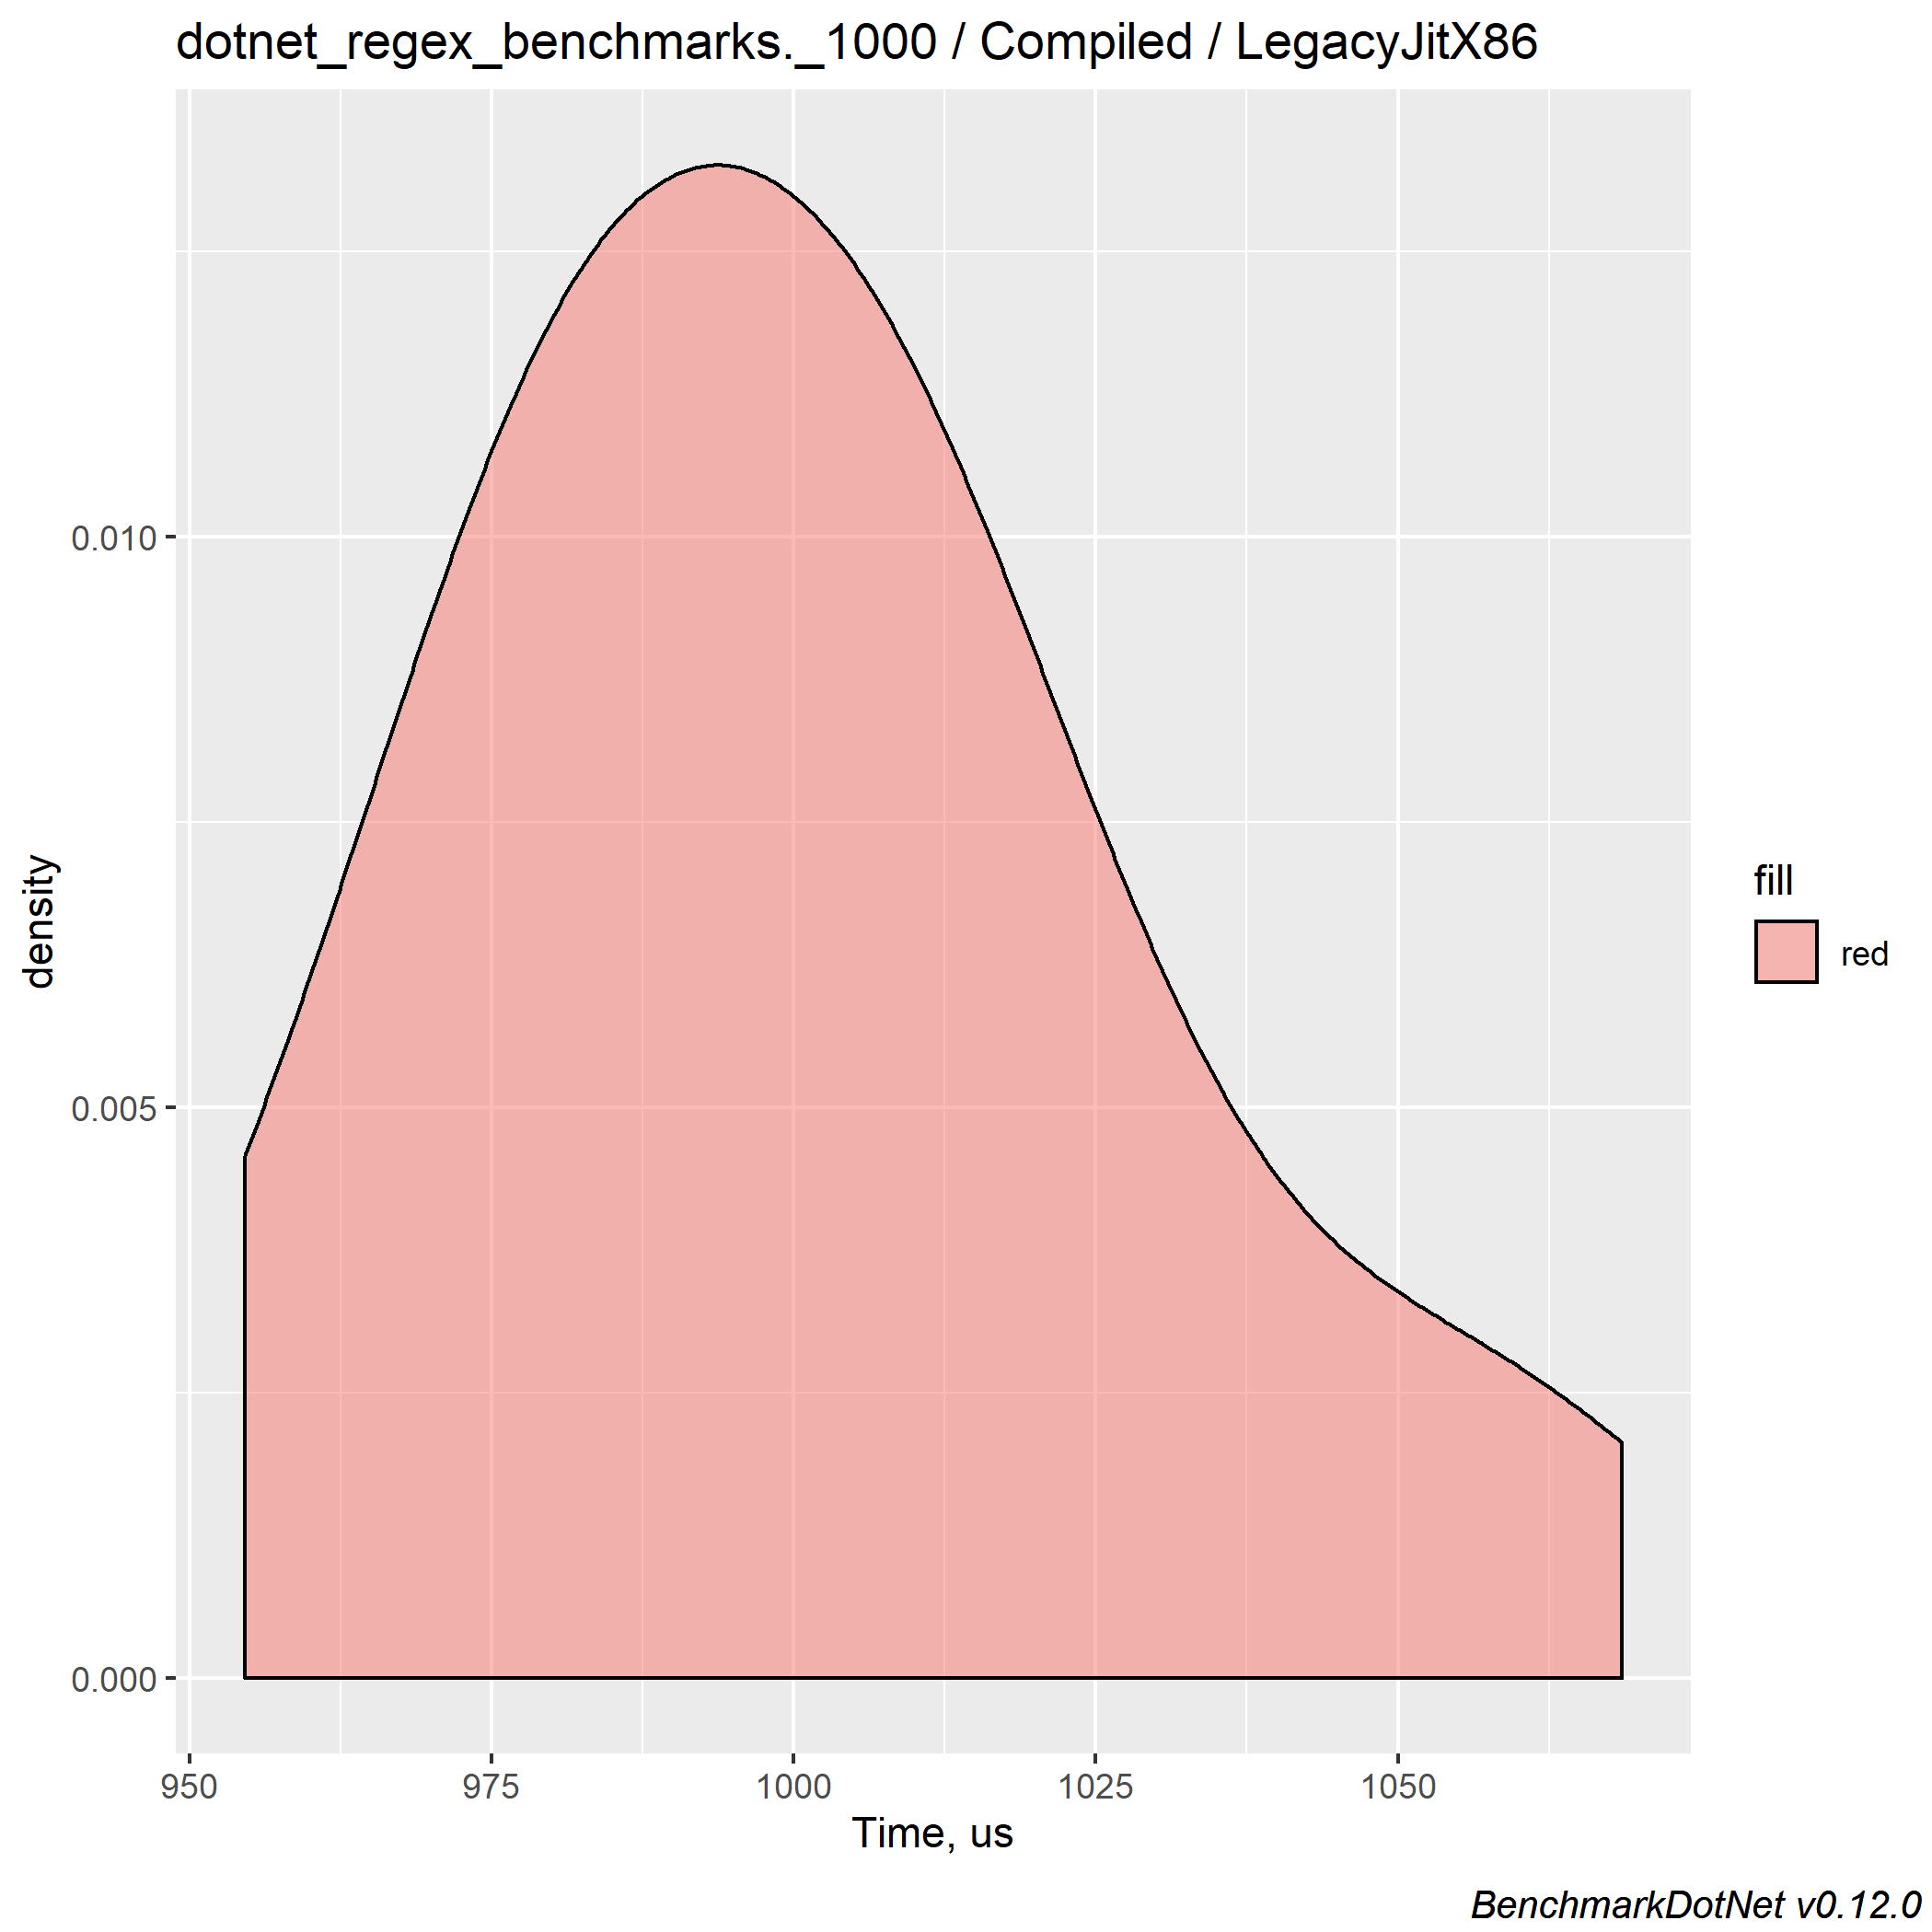 dotnet_regex_benchmarks._1000 / Compiled / LegacyJitX86
density
0.010
0.005
0.000
950 975 1000 1025 1050
Time, us
fill
red
BenchmarkDotNet v0.12.0